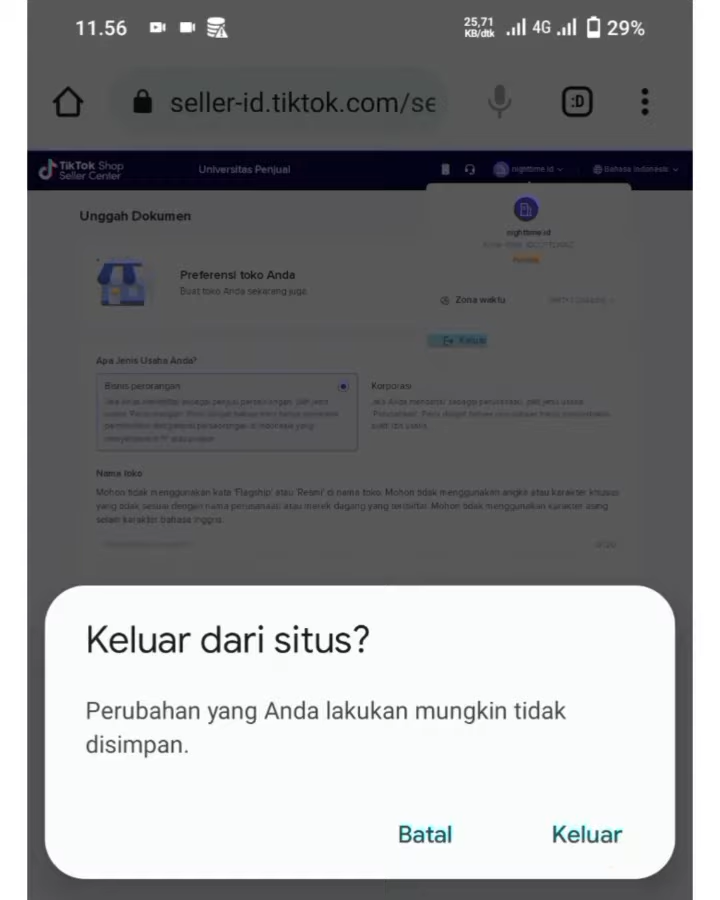 11.56
25,71
KB/dtk
4G
29%
seller-id.tiktok.com/se
:D
TikTok Shop
Seller Center
Universitas Penjual
nighttime.id
Bahasa Indonesia
Unggah Dokumen
nighttime.id
Preferensi toko Anda
Buat toko Anda sekarang juga
Zona waktu
Keluar
Apa Jenis Usaha Anda?
Bisnis perorangan
Korporasi
Nama toko
Mohon tidak menggunakan kata 'Flagship' atau 'Resmi' di nama toko. Mohon tidak menggunakan angka atau karakter khusus
yang tidak sesuai dengan nama perusahaan atau merek dagang yang terdaftar. Mohon tidak menggunakan karakter asing
selain karakter bahasa Inggris.
Keluar dari situs?
Perubahan yang Anda lakukan mungkin tidak
disimpan.
Batal
Keluar